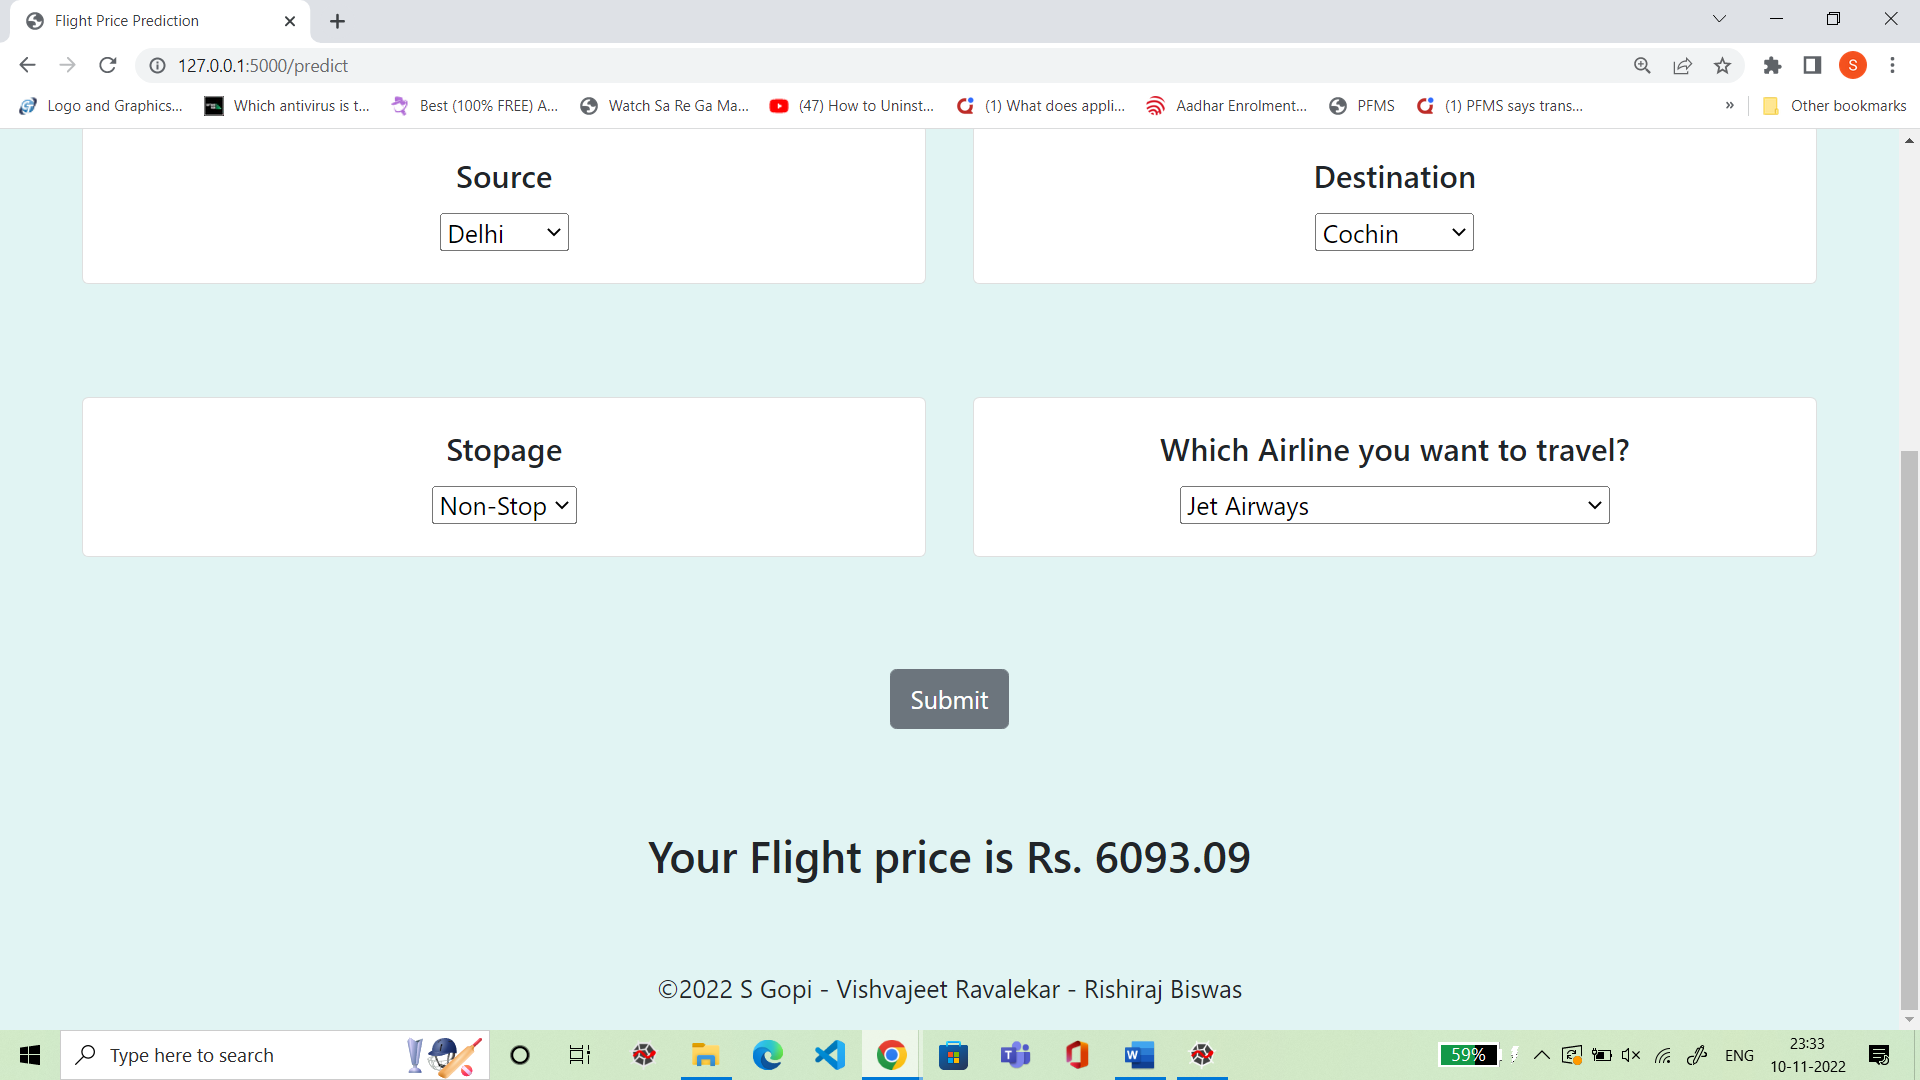 Flight Price Prediction
127.0.0.1:5000/predict
S
Logo and Graphics... Which antivirus is t... Best (100% FREE) A... Watch Sa Re Ga Ma... (47) How to Uninst... (1) What does appli... Aadhar Enrolment... PFMS (1) PFMS says trans... » Other bookmarks
Source Destination
Delhi Cochin
Stopage Which Airline you want to travel?
Non-Stop Jet Airways
Submit
Your Flight price is Rs. 6093.09
©2022 S Gopi - Vishvajeet Ravalekar - Rishiraj Biswas
Type here to search 59% ENG 23:33
10-11-2022